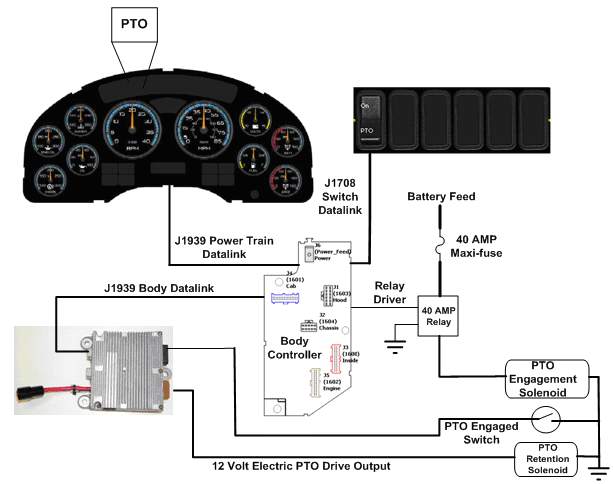 PTO
RPM
MPH
On
PTO
J1708
Switch
Datalink
Battery Feed
J1939 Power Train
Datalink
40 AMP
Maxi-fuse
J6
(Power_Feed)
Power
J1939 Body Datalink
J4
(1601)
Cab
J1
(1603)
Hood
Relay
Driver
40 AMP
Relay
J2
(1604)
Chassis
Body
Controller
J3
(1600)
Inside
J5
(1602)
Engine
PTO
Engagement
Solenoid
PTO Engaged
Switch
PTO
Retention
Solenoid
12 Volt Electric PTO Drive Output